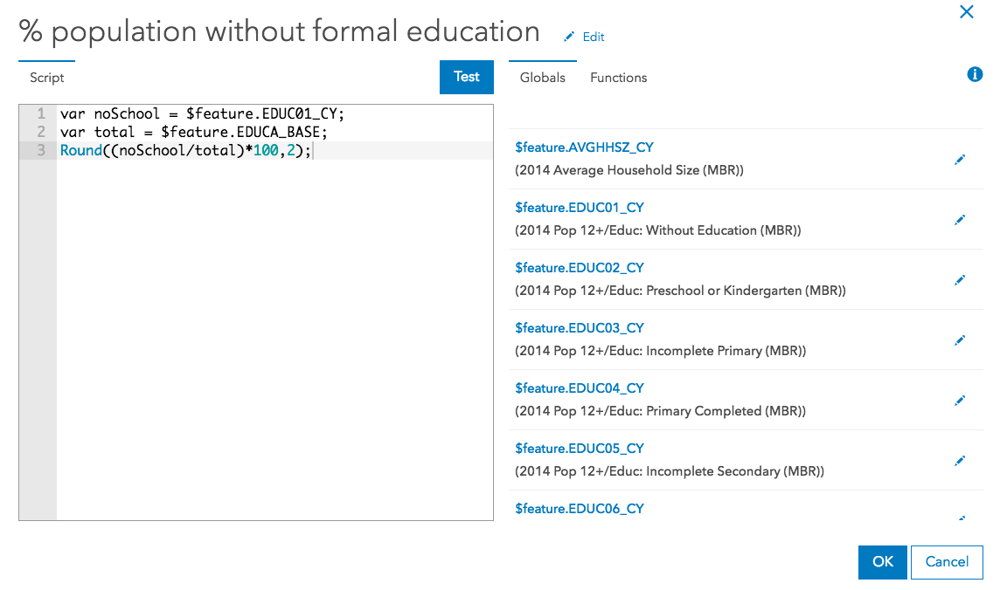 % population without formal education
Edit
Script
Test
1 var noSchool = $feature.EDUC01_CY;
2 var total = $feature.EDUCA_BASE;
3 Round((noSchool/total)*100,2);
Globals
Functions
$feature.AVGHHSZ_CY
(2014 Average Household Size (MBR))
$feature.EDUC01_CY
(2014 Pop 12+/Educ: Without Education (MBR))
$feature.EDUC02_CY
(2014 Pop 12+/Educ: Preschool or Kindergarten (MBR))
$feature.EDUC03_CY
(2014 Pop 12+/Educ: Incomplete Primary (MBR))
$feature.EDUC04_CY
(2014 Pop 12+/Educ: Primary Completed (MBR))
$feature.EDUC05_CY
(2014 Pop 12+/Educ: Incomplete Secondary (MBR))
$feature.EDUC06_CY
OK
Cancel